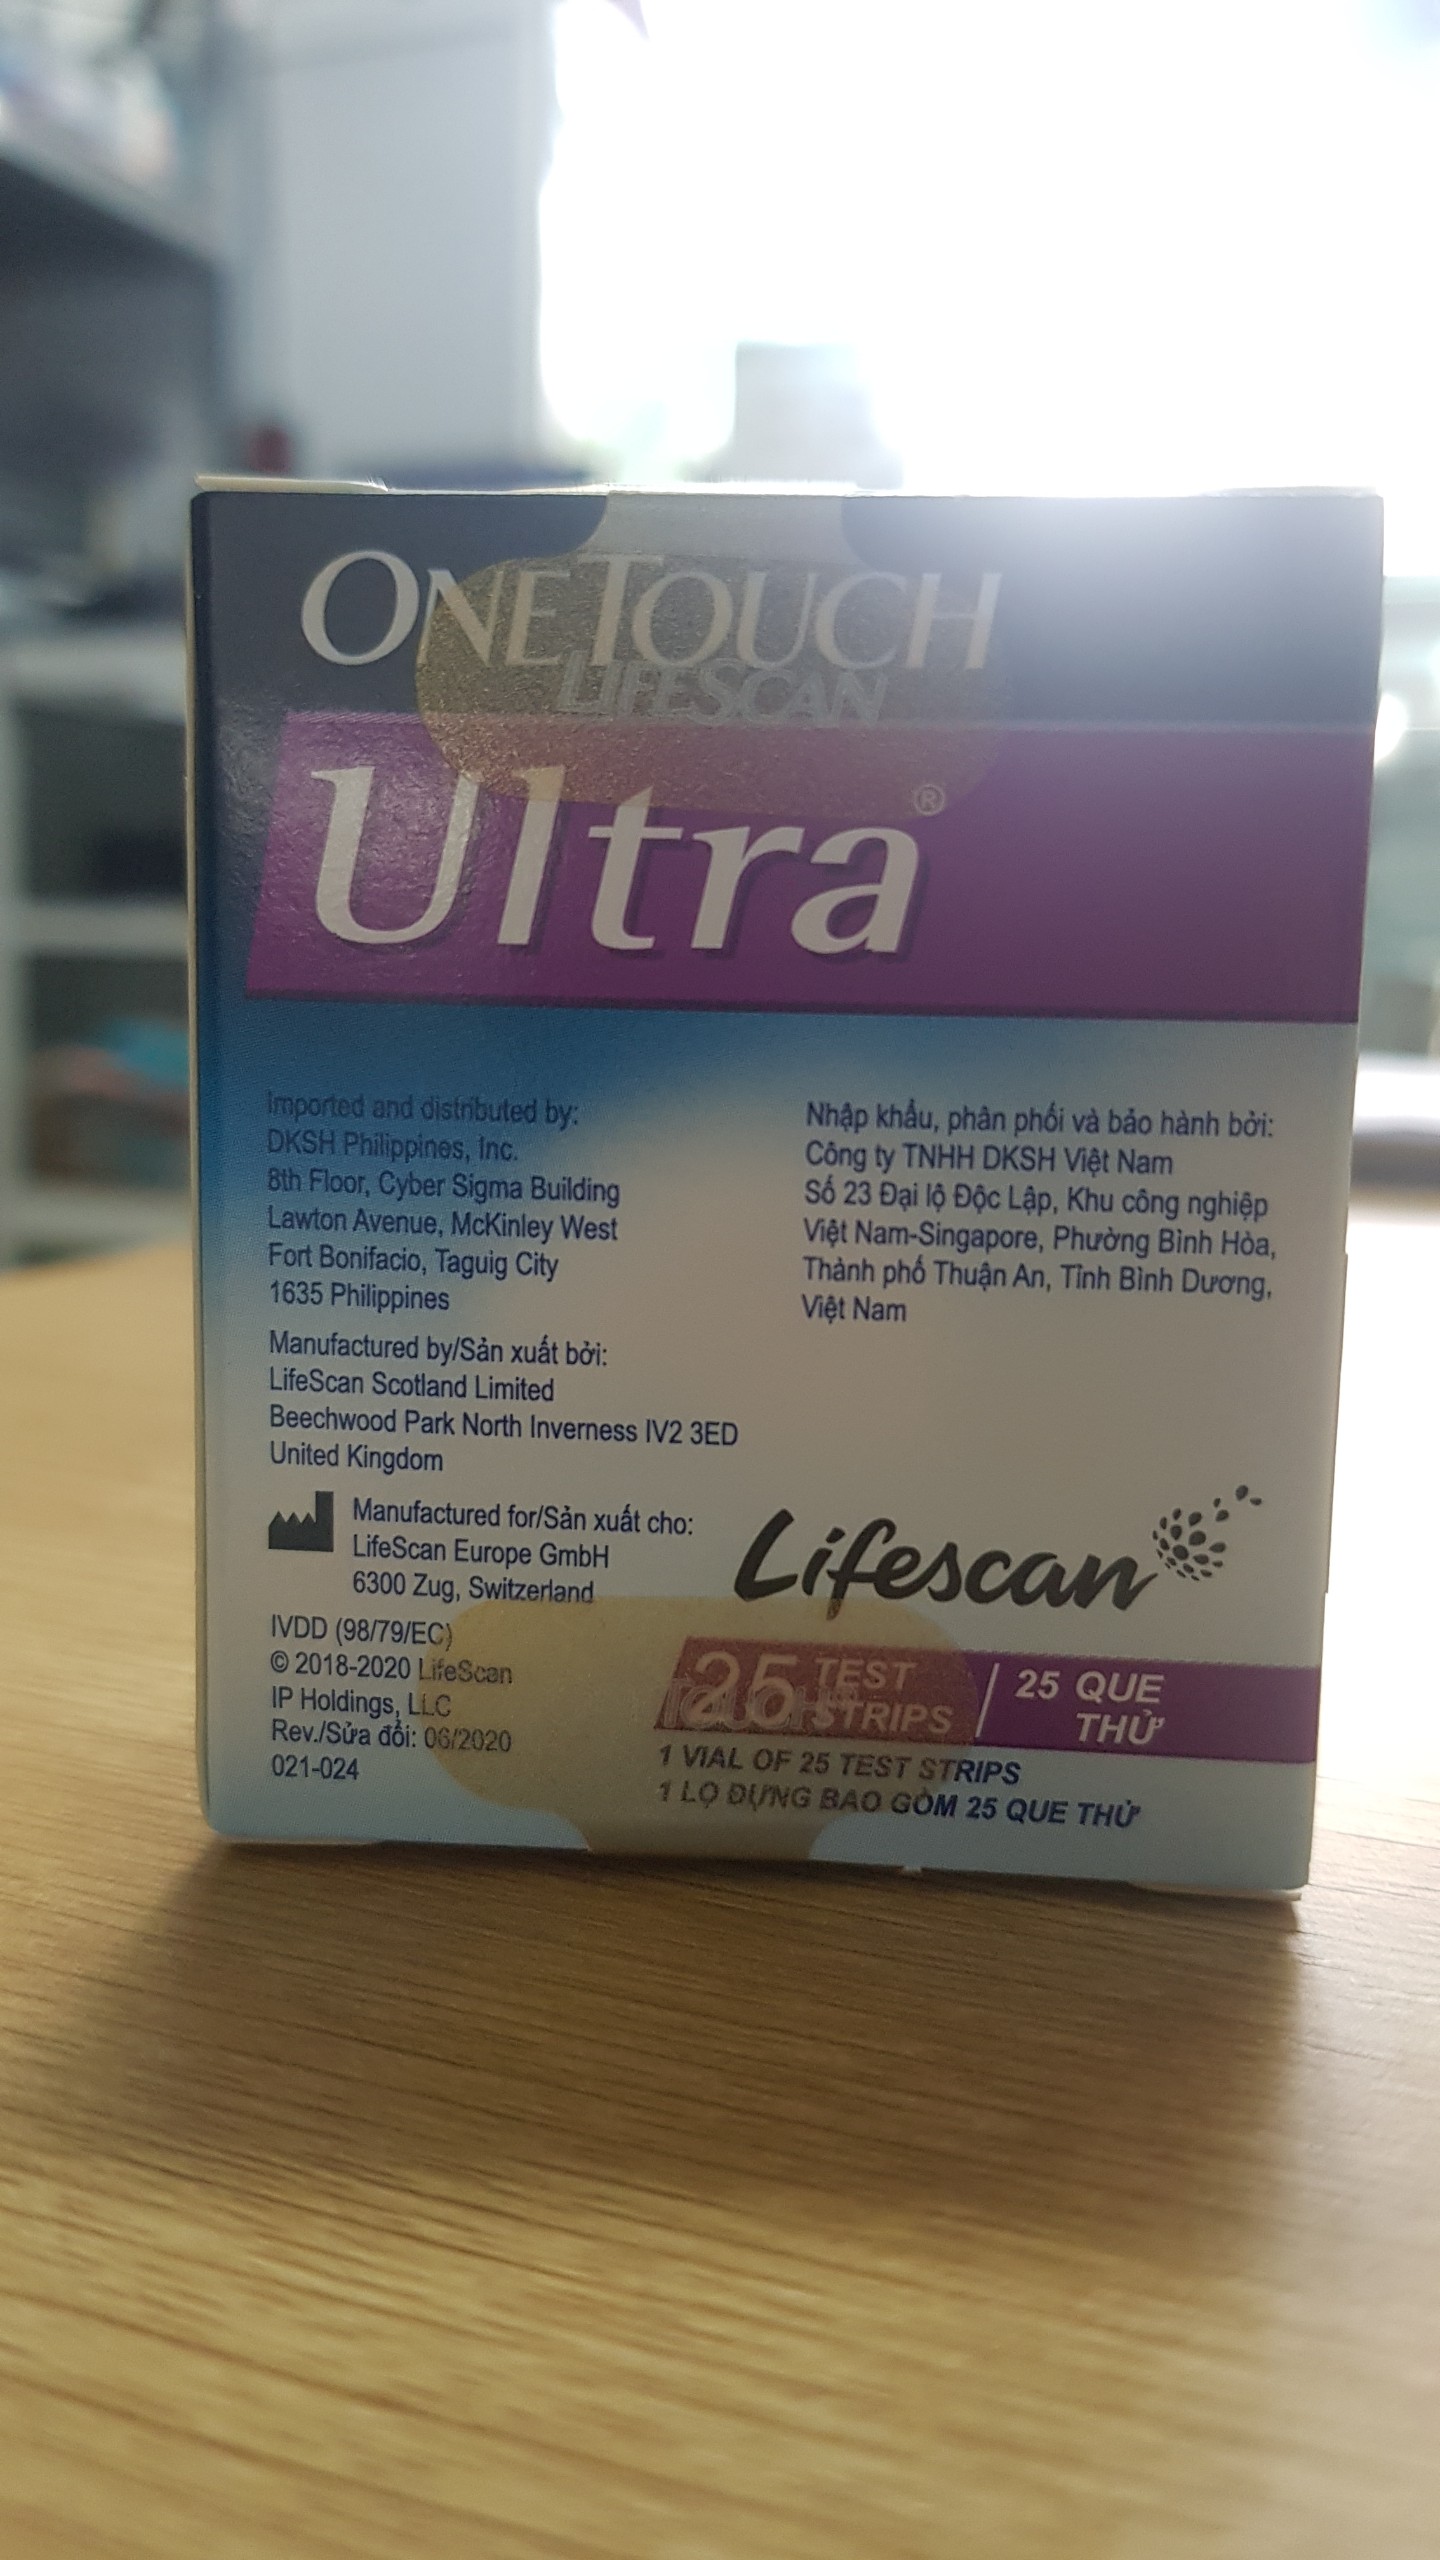 ONETOUCH
LIFESCAN
Ultra®
Imported and distributed by:
DKSH Philippines, Inc.
8th Floor, Cyber Sigma Building
Lawton Avenue, McKinley West
Fort Bonifacio, Taguig City
1635 Philippines
Nhập khẩu, phân phối và bảo hành bởi:
Công ty TNHH DKSH Việt Nam
Số 23 Đại lộ Độc Lập, Khu công nghiệp
Việt Nam-Singapore, Phường Bình Hòa,
Thành phố Thuận An, Tỉnh Bình Dương,
Việt Nam
Manufactured by/Sản xuất bởi:
LifeScan Scotland Limited
Beechwood Park North Inverness IV2 3ED
United Kingdom
Manufactured for/Sản xuất cho:
LifeScan Europe GmbH
6300 Zug, Switzerland
Lifescan
IVDD (98/79/EC)
© 2018-2020 LifeScan
IP Holdings, LLC
Rev./Sửa đổi: 06/2020
021-024
25 TEST STRIPS
TOUCH
25 QUE
THỬ
1 VIAL OF 25 TEST STRIPS
1 LỌ ĐỰNG BAO GỒM 25 QUE THỬ